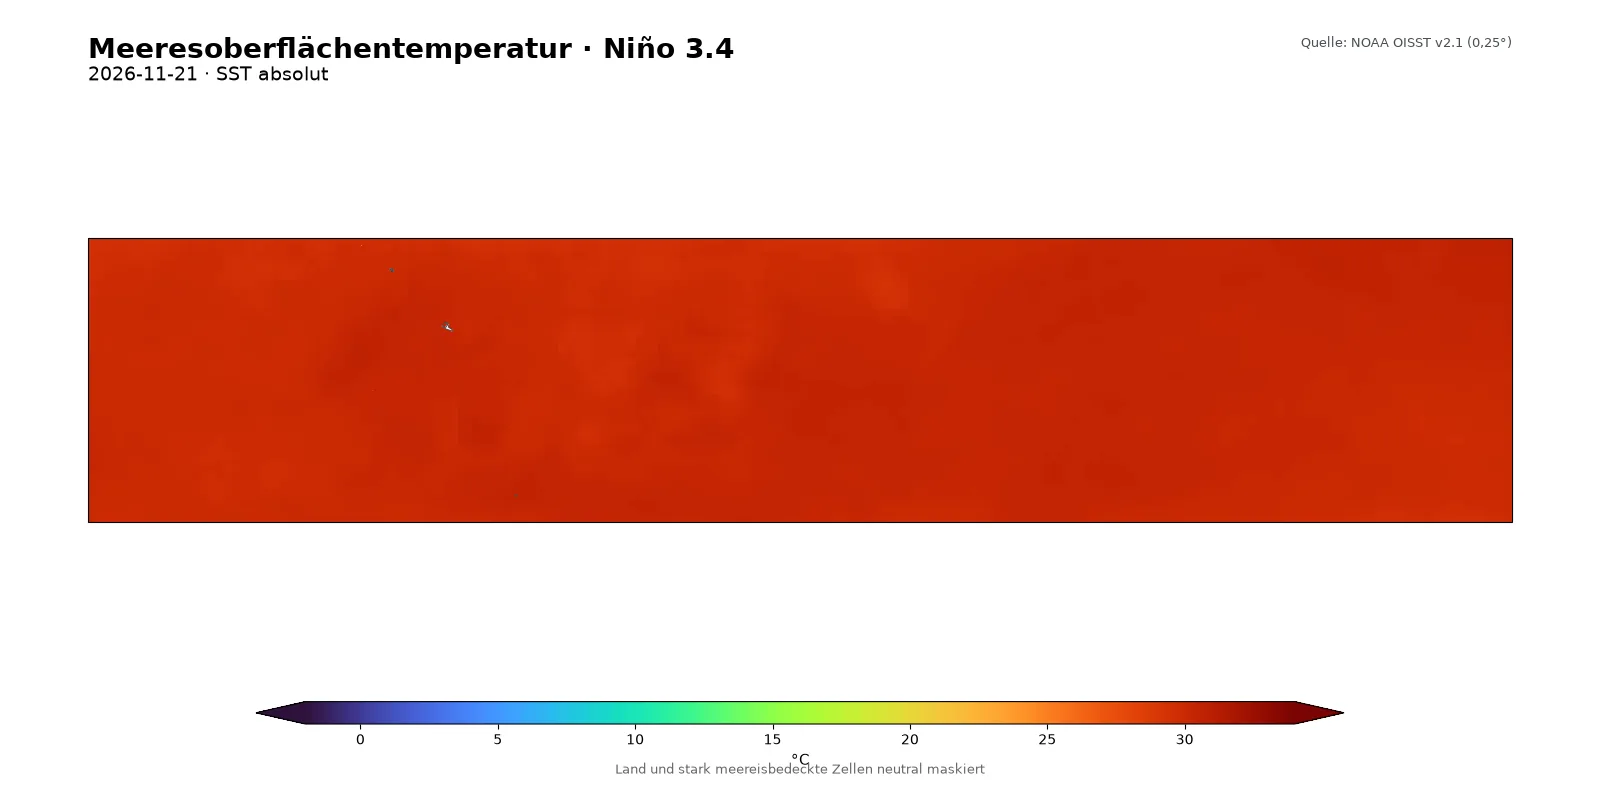 Meeresoberflächentemperatur · Niño 3.4
2026-11-21 · SST absolut
Quelle: NOAA OISST v2.1 (0,25°)
0 5 10 15 20 25 30
°C
Land und stark meereisbedeckte Zellen neutral maskiert